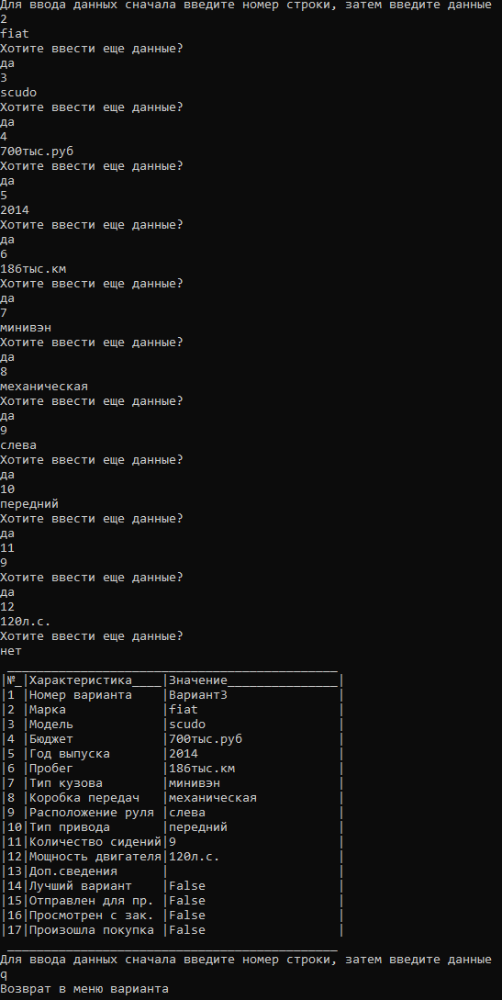 Для ввода данных сначала введите номер строки, затем введите данные
2
fiat
Хотите ввести еще данные?
да
3
scudo
Хотите ввести еще данные?
да
4
700тыс.руб
Хотите ввести еще данные?
да
5
2014
Хотите ввести еще данные?
да
6
186тыс.км
Хотите ввести еще данные?
да
7
минивэн
Хотите ввести еще данные?
да
8
механическая
Хотите ввести еще данные?
да
9
слева
Хотите ввести еще данные?
да
10
передний
Хотите ввести еще данные?
да
11
9
Хотите ввести еще данные?
да
12
120л.с.
Хотите ввести еще данные?
нет
_____________________________________________
|№_|Характеристика____|Значение_______________|
|1 |Номер варианта    |Вариант3               |
|2 |Марка             |fiat                   |
|3 |Модель            |scudo                  |
|4 |Бюджет            |700тыс.руб             |
|5 |Год выпуска       |2014                   |
|6 |Пробег            |186тыс.км              |
|7 |Тип кузова        |минивэн                |
|8 |Коробка передач   |механическая           |
|9 |Расположение руля |слева                  |
|10|Тип привода       |передний               |
|11|Количество сидений|9                      |
|12|Мощность двигателя|120л.с.                |
|13|Доп.сведения      |                       |
|14|Лучший вариант    |False                  |
|15|Отправлен для пр. |False                  |
|16|Просмотрен с зак. |False                  |
|17|Произошла покупка |False                  |
_____________________________________________
Для ввода данных сначала введите номер строки, затем введите данные
q
Возврат в меню варианта